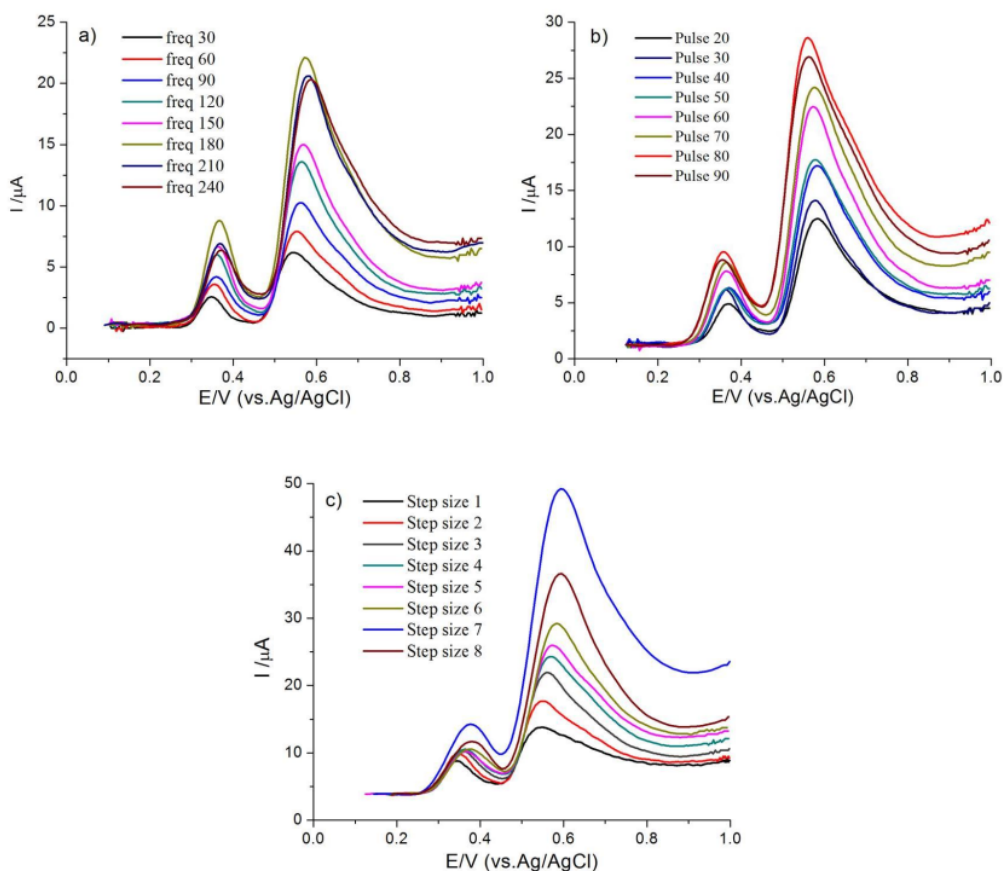 a)
freq 30
freq 60
freq 90
freq 120
freq 150
freq 180
freq 210
freq 240
25
20
15
10
5
0
I /µA
0.0 0.2 0.4 0.6 0.8 1.0
E/V (vs.Ag/AgCl)
b)
Pulse 20
Pulse 30
Pulse 40
Pulse 50
Pulse 60
Pulse 70
Pulse 80
Pulse 90
30
25
20
15
10
5
0
I /µA
0.0 0.2 0.4 0.6 0.8 1.0
E/V (vs.Ag/AgCl)
c)
Step size 1
Step size 2
Step size 3
Step size 4
Step size 5
Step size 6
Step size 7
Step size 8
50
40
30
20
10
0
I /µA
0.0 0.2 0.4 0.6 0.8 1.0
E/V (vs.Ag/AgCl)